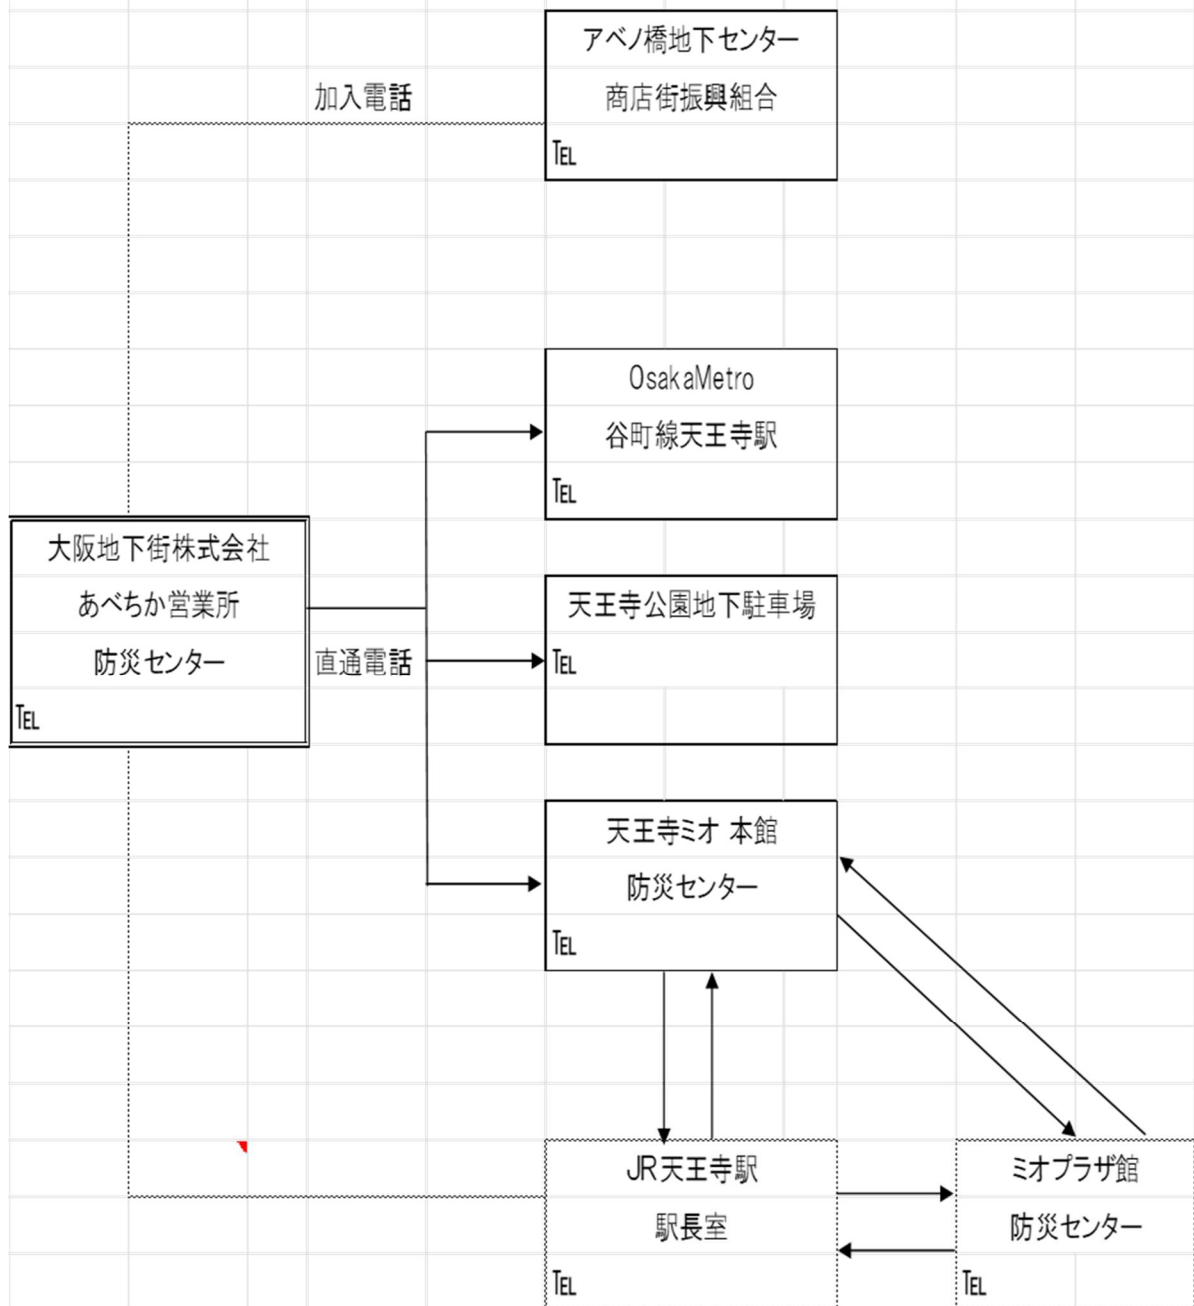 アベノ橋地下センター
商店街振興組合
TEL
加入電話
OsakaMetro
谷町線天王寺駅
TEL
大阪地下街株式会社
あべちか営業所
防災センター
TEL
直通電話
天王寺公園地下駐車場
TEL
天王寺ミオ 本館
防災センター
TEL
JR天王寺駅
駅長室
TEL
ミオプラザ館
防災センター
TEL